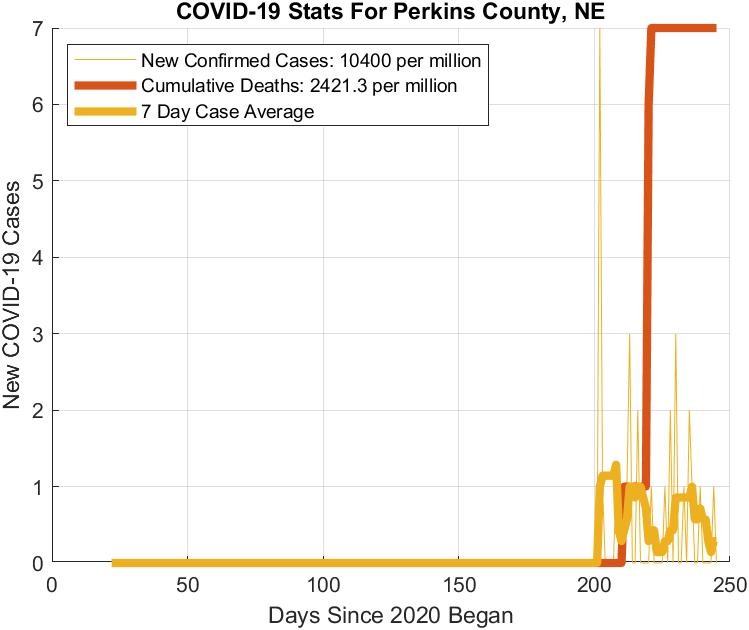 COVID-19 Stats For Perkins County, NE
New Confirmed Cases: 10400 per million
Cumulative Deaths: 2421.3 per million
7 Day Case Average
New COVID-19 Cases
7
6
5
4
3
2
1
0
0 50 100 150 200 250
Days Since 2020 Began